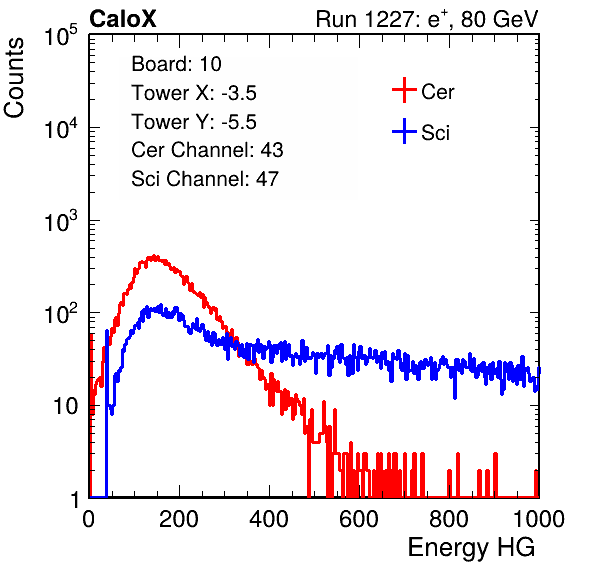 CaloX Run 1227: e⁺, 80 GeV
Counts
Board: 10
Tower X: -3.5
Tower Y: -5.5
Cer Channel: 43
Sci Channel: 47
Cer
Sci
10⁵
10⁴
10³
10²
10
1
0 200 400 600 800 1000
Energy HG